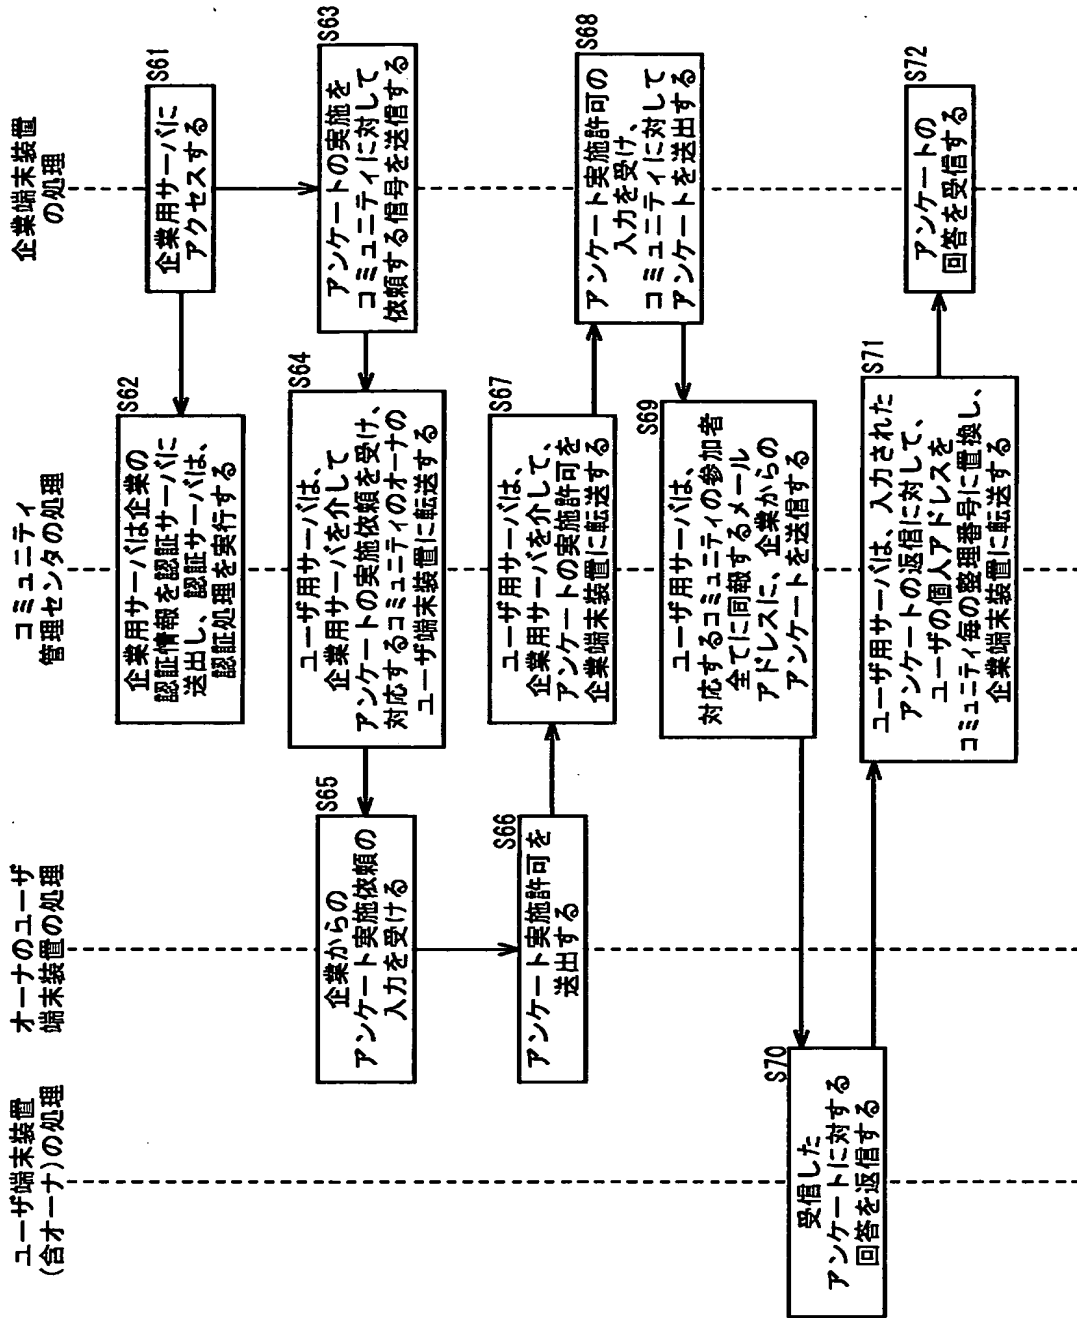 ユーザ端末装置
(含オーナ)の処理
オーナのユーザ
端末装置の処理
コミュニティ
管理センタの処理
企業端末装置
の処理
S61
企業用サーバに
アクセスする
S62
企業用サーバは企業の
認証情報を認証サーバに
送出し、認証サーバは、
認証処理を実行する
S63
アンケートの実施を
コミュニティに対して
依頼する信号を送信する
S64
ユーザ用サーバは、
企業用サーバを介して
アンケートの実施依頼を受け、
対応するコミュニティのオーナの
ユーザ端末装置に転送する
S65
企業からの
アンケート実施依頼の
入力を受ける
S66
アンケート実施許可を
送出する
S67
ユーザ用サーバは、
企業用サーバを介して、
アンケートの実施許可を
企業端末装置に転送する
S68
アンケート実施許可の
入力を受け、
コミュニティに対して
アンケートを送出する
S69
ユーザ用サーバは、
対応するコミュニティの参加者
全てに同報するメール
アドレスに、企業からの
アンケートを送信する
S70
受信した
アンケートに対する
回答を返信する
S71
ユーザ用サーバは、入力された
アンケートの返信に対して、
ユーザの個人アドレスを
コミュニティ毎の整理番号に置換し、
企業端末装置に転送する
S72
アンケートの
回答を受信する